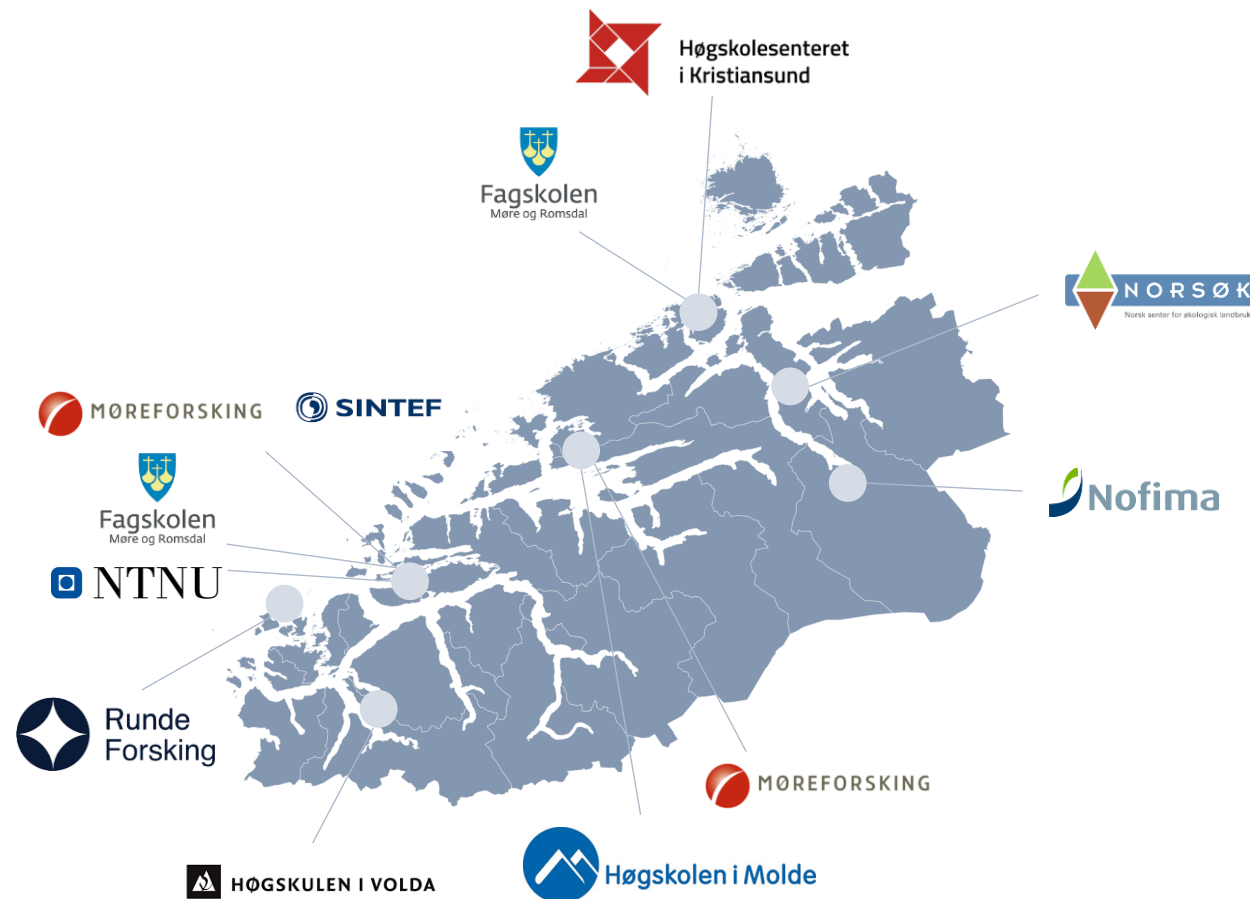 Høgskolesenteret
i Kristiansund
Fagskolen
Møre og Romsdal
NORSØK
Norsk senter for økologisk landbruk
MØREFORSKING
SINTEF
Fagskolen
Møre og Romsdal
Nofima
NTNU
Runde
Forsking
MØREFORSKING
HØGSKULEN I VOLDA
Høgskolen i Molde